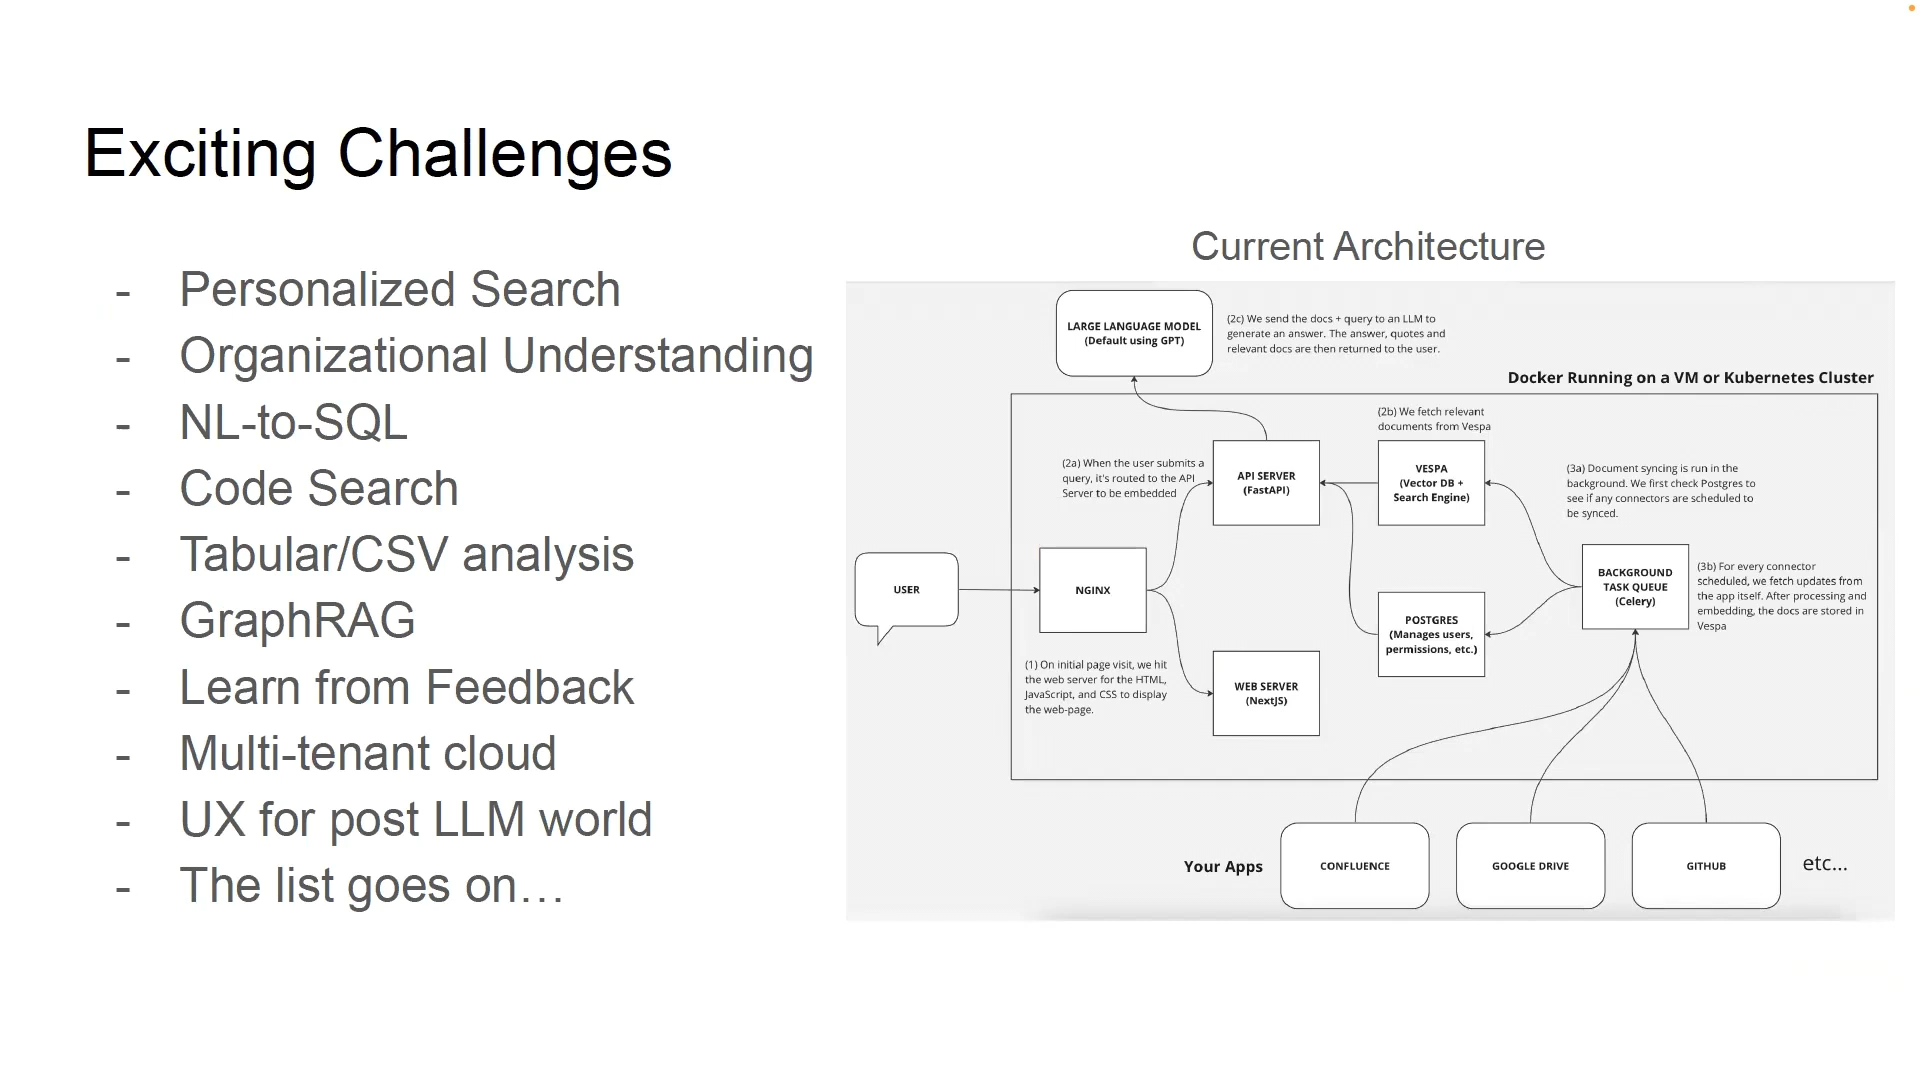 Exciting Challenges
- Personalized Search
- Organizational Understanding
- NL-to-SQL
- Code Search
- Tabular/CSV analysis
- GraphRAG
- Learn from Feedback
- Multi-tenant cloud
- UX for post LLM world
- The list goes on…
Current Architecture
LARGE LANGUAGE MODEL
(Default using GPT)
(2c) We send the docs + query to an LLM to
generate an answer. The answer, quotes and
relevant docs are then returned to the user.
Docker Running on a VM or Kubernetes Cluster
(2b) We fetch relevant
documents from Vespa
(2a) When the user submits a
query, it's routed to the API
Server to be embedded
API SERVER
(FastAPI)
VESPA
(Vector DB +
Search Engine)
(3a) Document syncing is run in the
background. We first check Postgres to
see if any connectors are scheduled to
be synced.
USER
NGINX
BACKGROUND
TASK QUEUE
(Celery)
(3b) For every connector
scheduled, we fetch updates from
the app itself. After processing and
embedding, the docs are stored in
Vespa
POSTGRES
(Manages users,
permissions, etc.)
(1) On initial page visit, we hit
the web server for the HTML,
JavaScript, and CSS to display
the web-page.
WEB SERVER
(NextJS)
Your Apps
CONFLUENCE
GOOGLE DRIVE
GITHUB
etc...